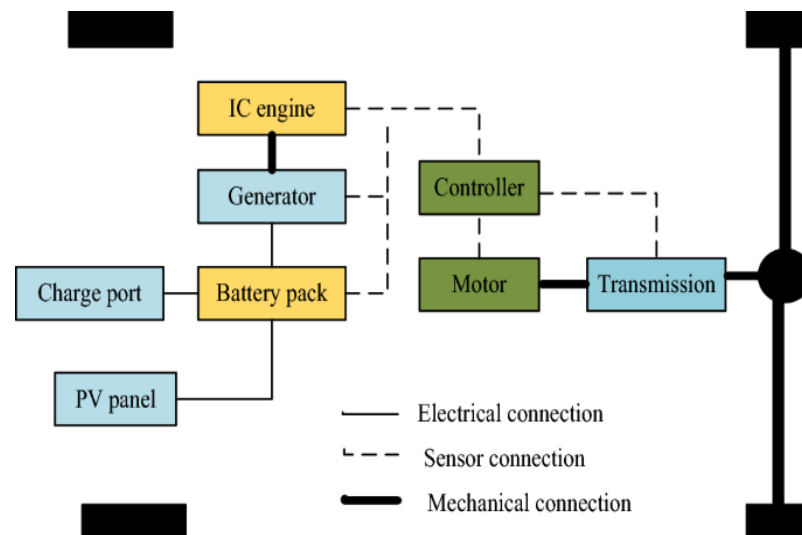 IC engine
Generator
Controller
Charge port
Battery pack
Motor
Transmission
PV panel
Electrical connection
Sensor connection
Mechanical connection